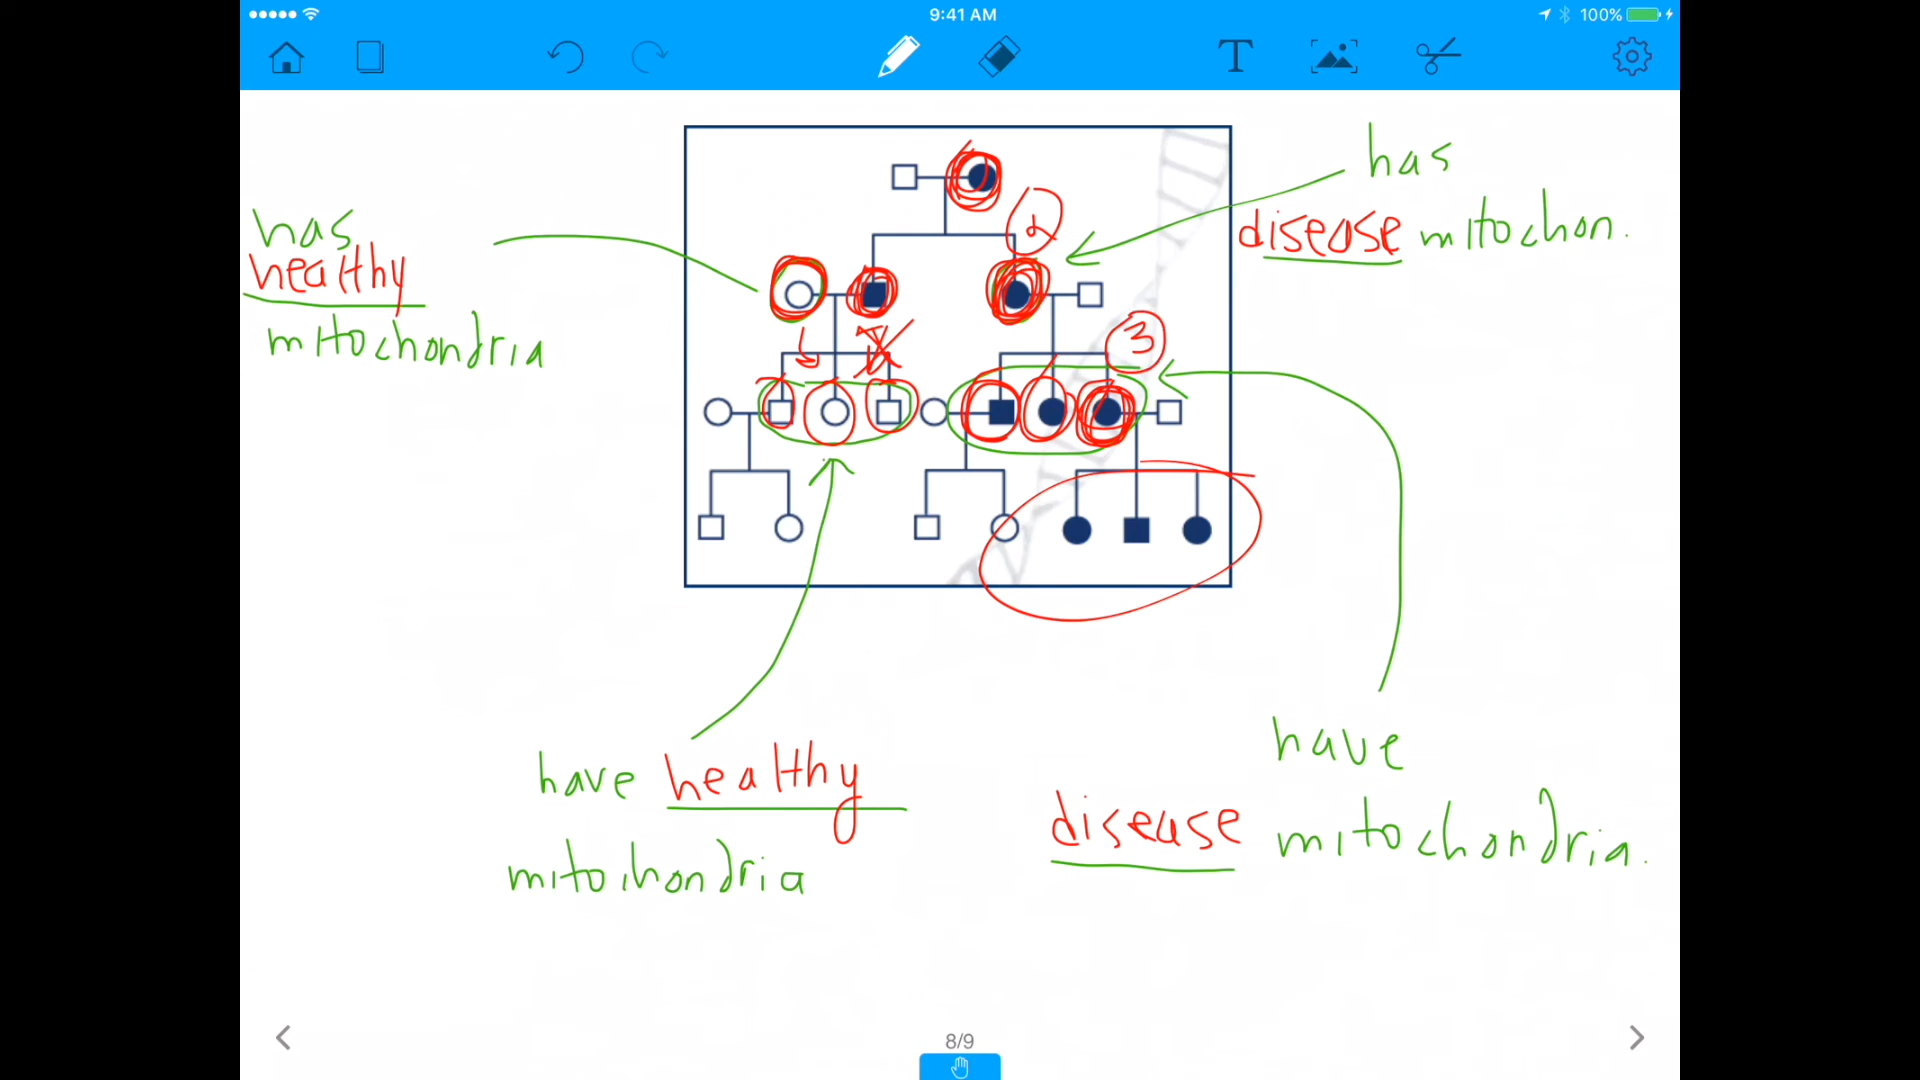 9:41 AM
100%
T
has
disease mitochon.
has
healthy
mitochondria
2
3
have healthy
mitochondria
have
disease mitochondria.
8/9